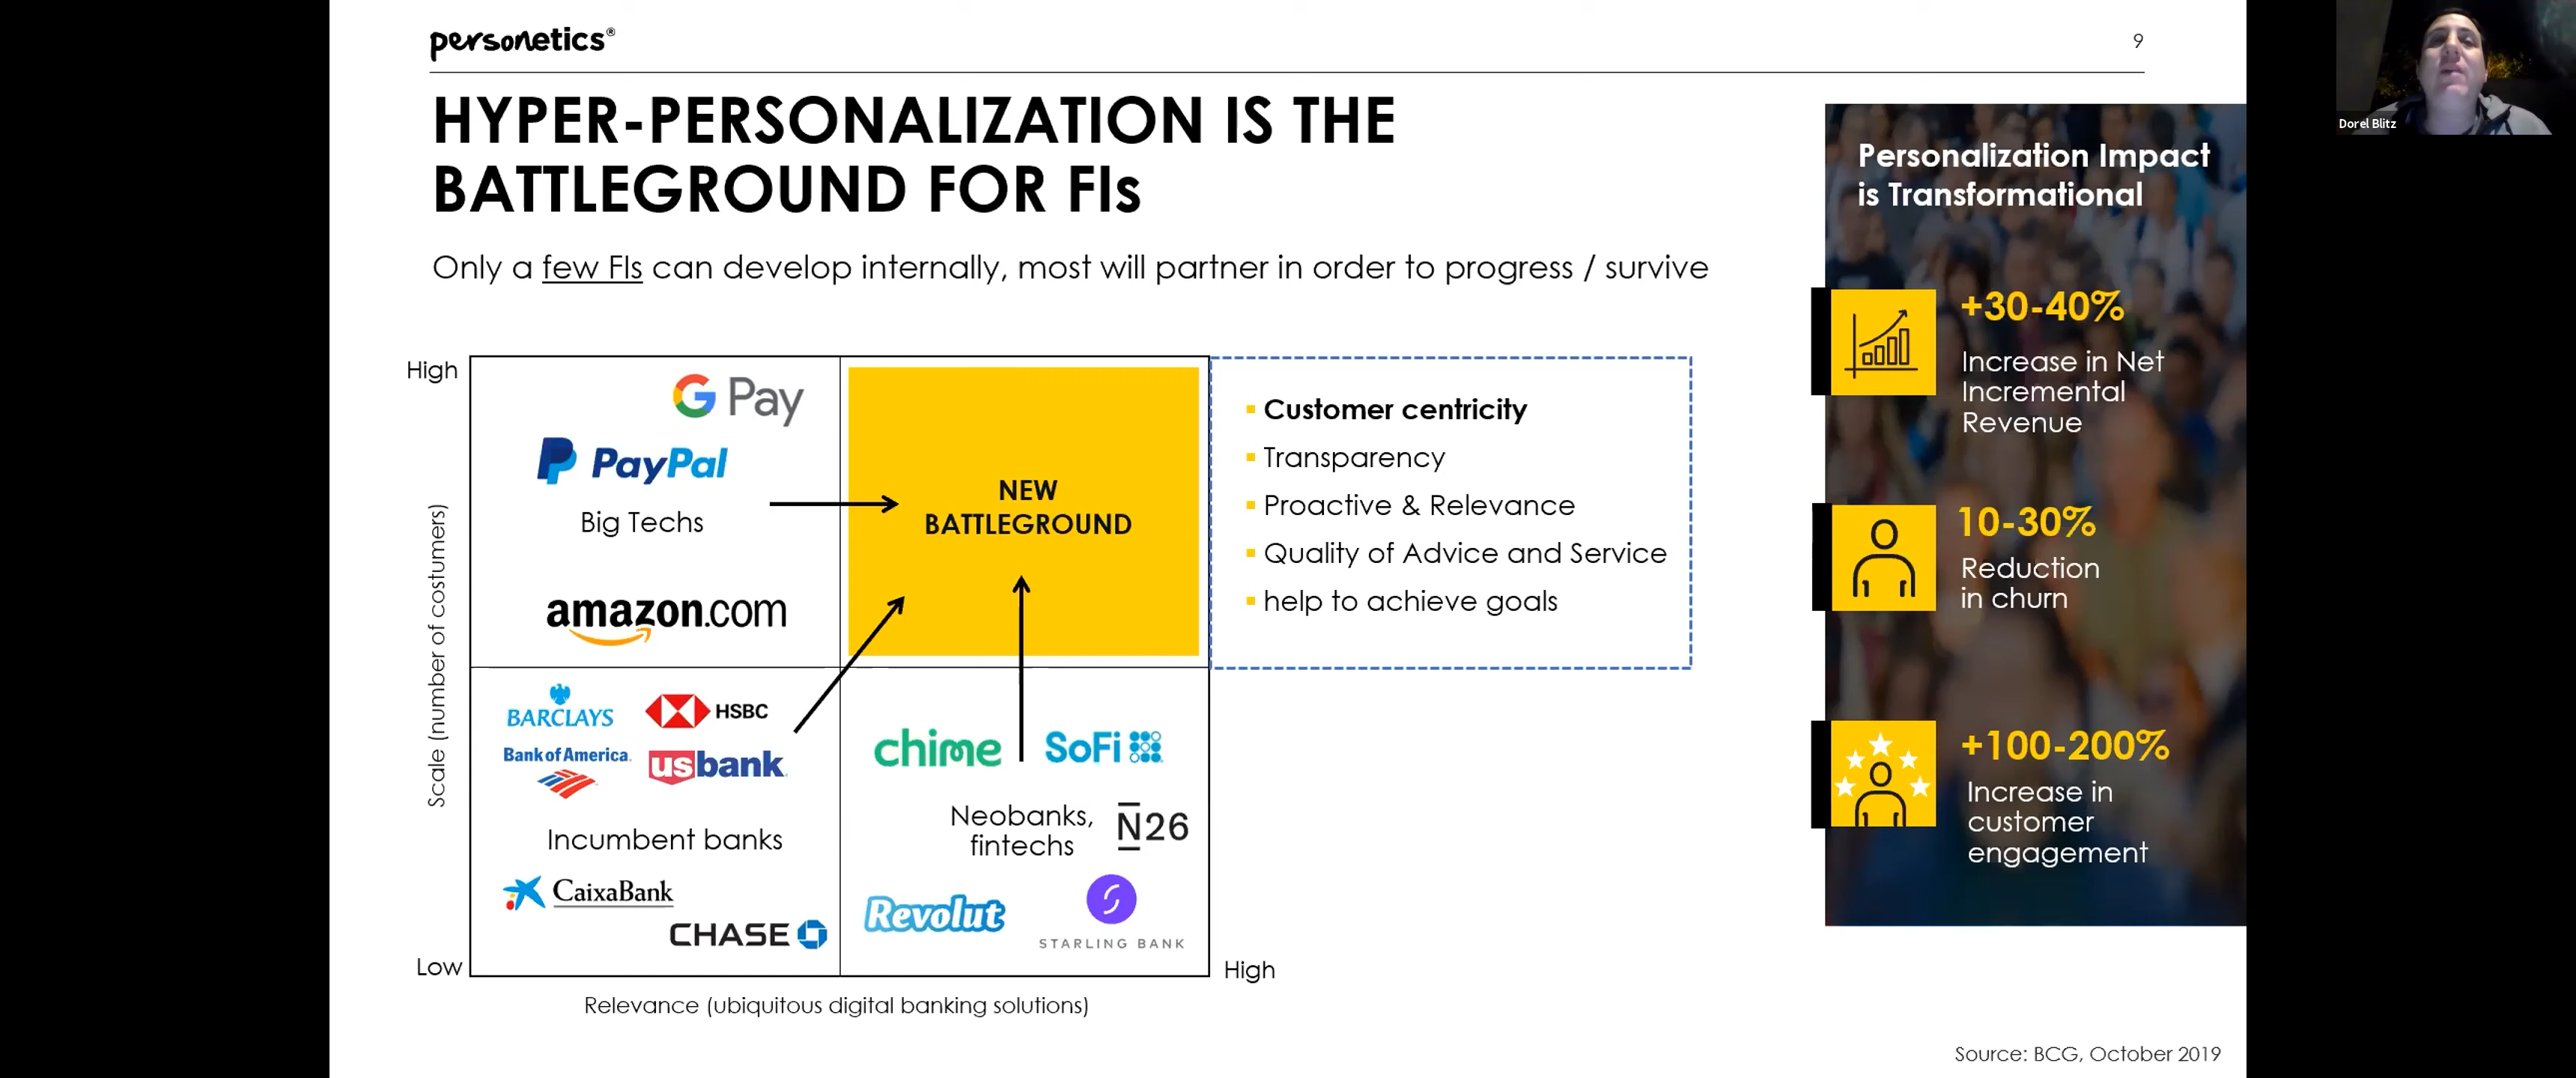 personetics®
9
HYPER-PERSONALIZATION IS THE
BATTLEGROUND FOR FIs
Only a few FIs can develop internally, most will partner in order to progress / survive
High
Scale (number of costumers)
Low
G Pay
PayPal
Big Techs
amazon.com
NEW
BATTLEGROUND
Customer centricity
Transparency
Proactive & Relevance
Quality of Advice and Service
help to achieve goals
BARCLAYS
HSBC
Bank of America.
usbank.
Incumbent banks
CaixaBank
CHASE
chime
SoFi
Neobanks,
fintechs
N26
Revolut
STARLING BANK
High
Relevance (ubiquitous digital banking solutions)
Personalization Impact
is Transformational
+30-40%
Increase in Net
Incremental
Revenue
10-30%
Reduction
in churn
+100-200%
Increase in
customer
engagement
Source: BCG, October 2019
Dorel Blitz